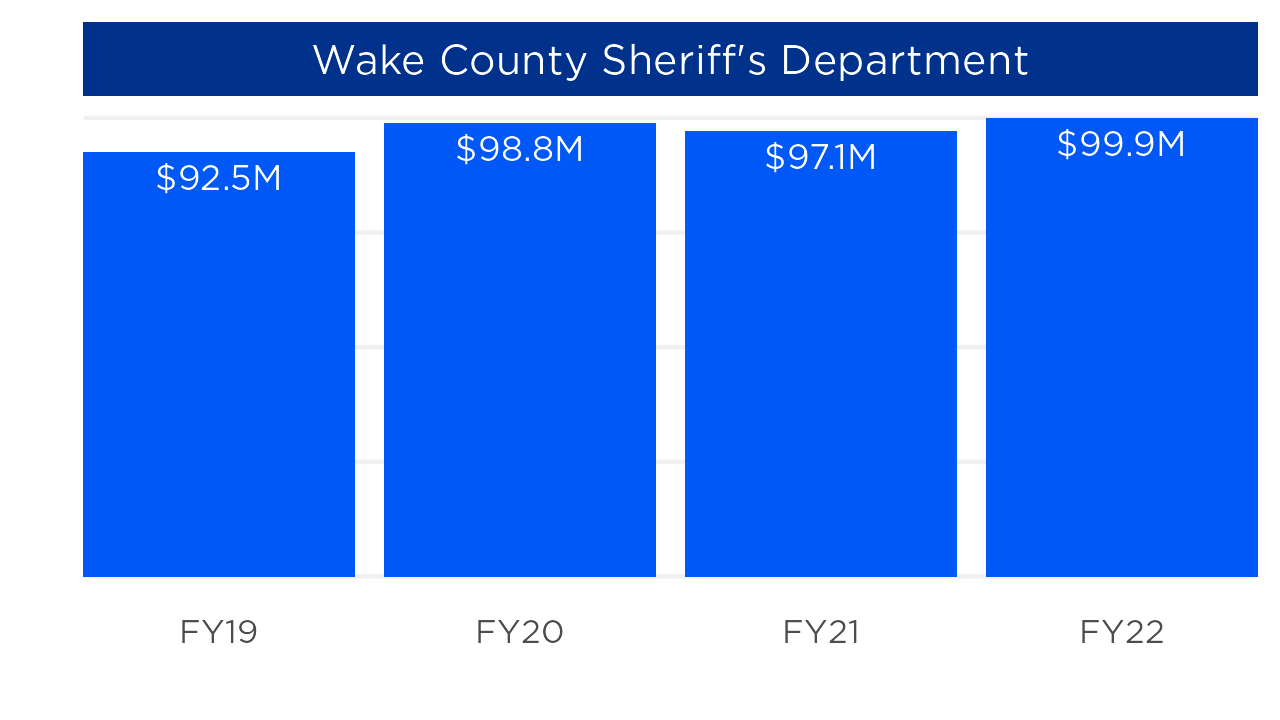 Wake County Sheriff's Department
$92.5M
$98.8M
$97.1M
$99.9M
FY19
FY20
FY21
FY22